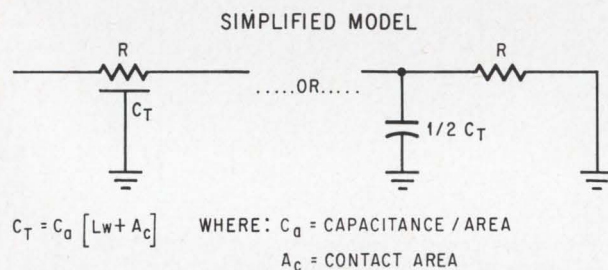 SIMPLIFIED MODEL
R
R
.....OR.....
C_T
1/2 C_T
C_T = C_a [Lw + A_c] WHERE: C_a = CAPACITANCE / AREA
A_c = CONTACT AREA